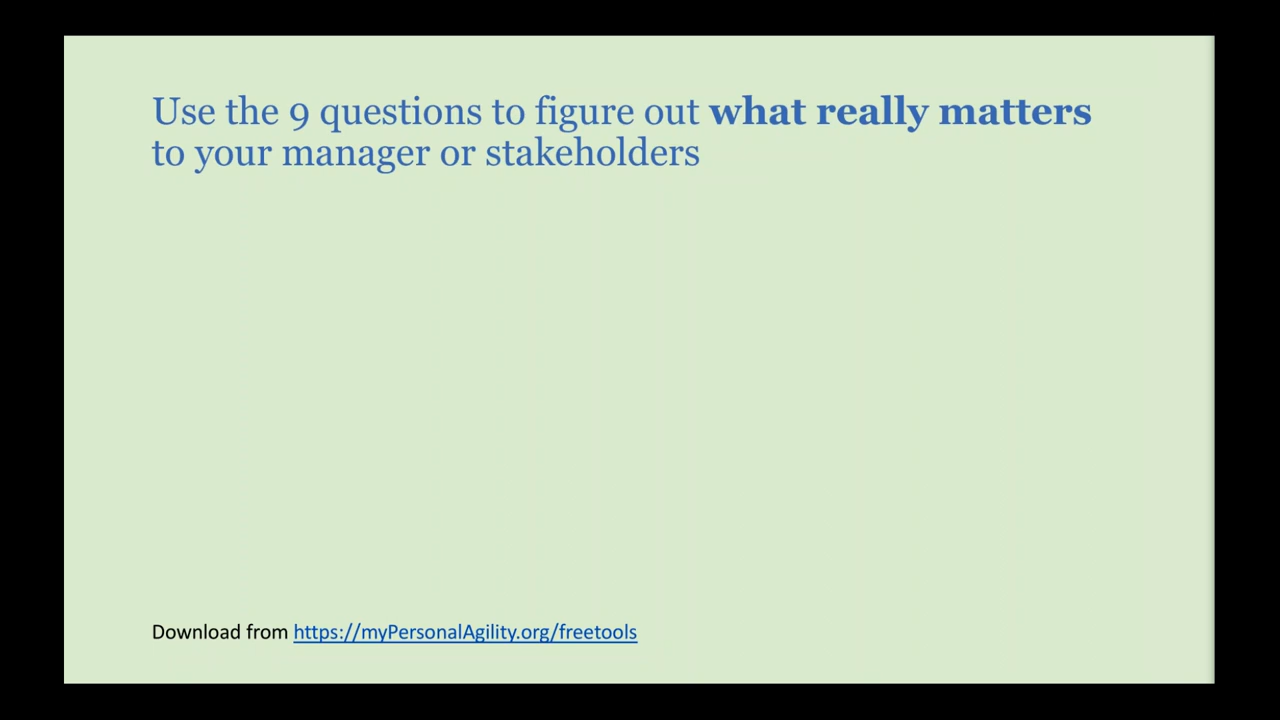 Use the 9 questions to figure out what really matters
to your manager or stakeholders
Download from https://myPersonalAgility.org/freetools